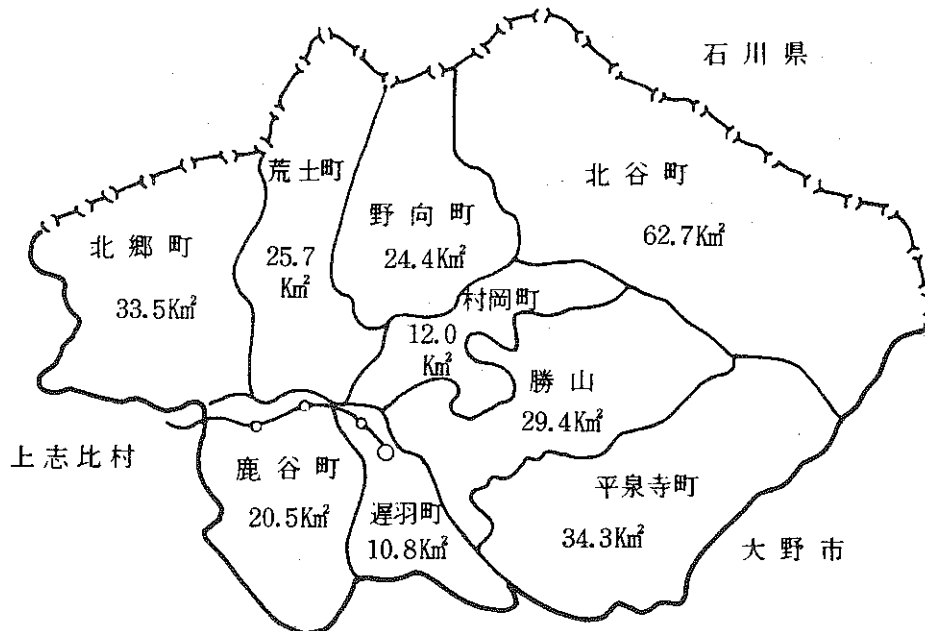 石川県
荒土町
25.7
K㎡
野向町
24.4K㎡
北谷町
62.7K㎡
北郷町
33.5K㎡
村岡町
12.0
K㎡
勝山
29.4K㎡
上志比村
鹿谷町
20.5K㎡
遅羽町
10.8K㎡
平泉寺町
34.3K㎡
大野市